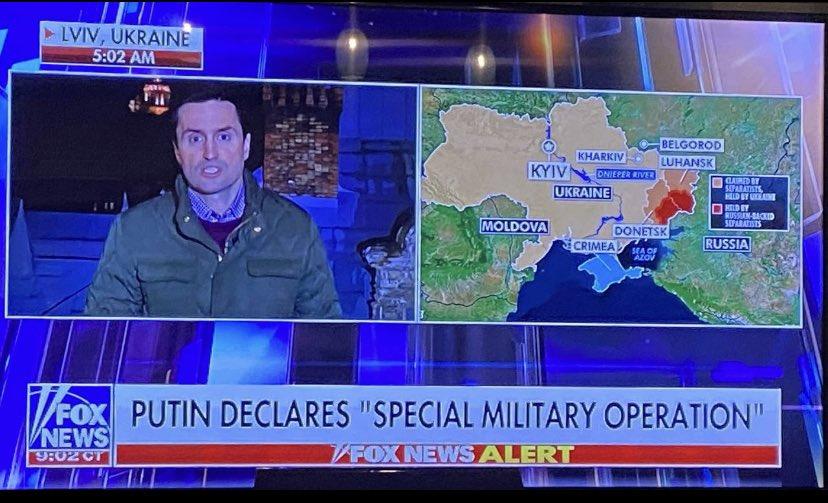 LVIV, UKRAINE
5:02 AM
BELGOROD
KHARKIV
LUHANSK
KYIV
DNIEPER RIVER
UKRAINE
CLAIMED BY
SEPARATISTS,
HELD BY UKRAINE
HELD BY
RUSSIAN-BACKED
SEPARATISTS
MOLDOVA
DONETSK
CRIMEA
SEA OF
AZOV
RUSSIA
FOX
NEWS
9:02 CT
PUTIN DECLARES "SPECIAL MILITARY OPERATION"
FOX NEWS ALERT